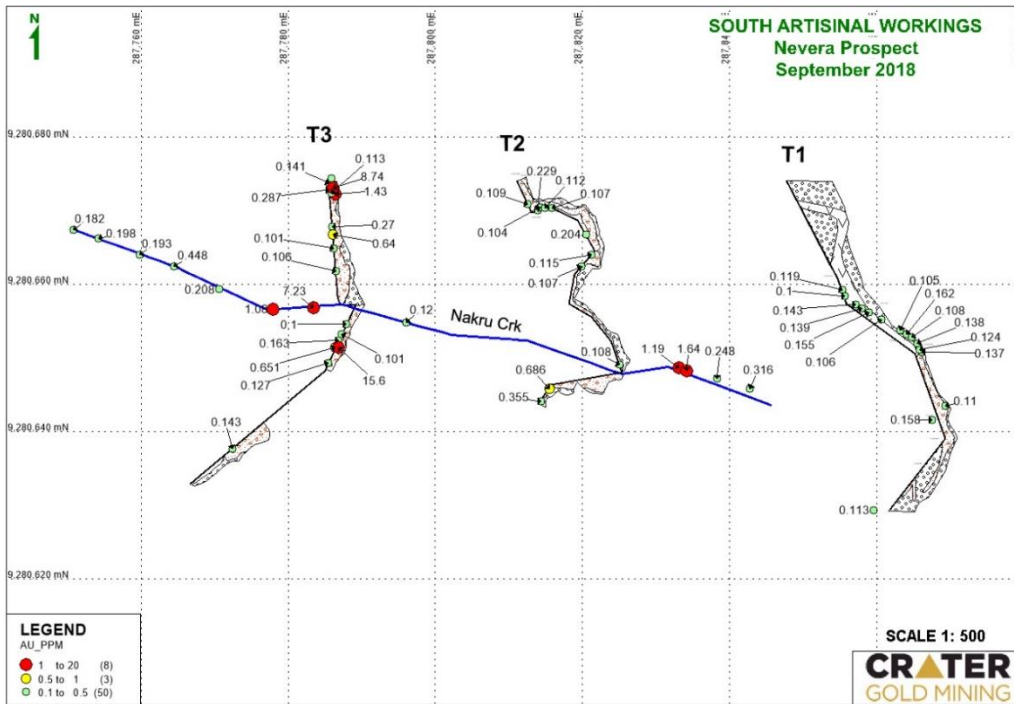 N
287,760 mE
287,780 mE
287,800 mE
287,820 mE
287,84
SOUTH ARTISINAL WORKINGS
Nevera Prospect
September 2018
9,280,680 mN
T3
T2
T1
0.141
0.113
8.74
0.287
1.43
0.27
0.64
0.101
0.106
0.109
0.229
0.112
0.107
0.104
0.204
0.115
0.107
0.182
0.198
0.193
0.448
0.208
9,280,660 mN
7.23
0.1
0.163
0.101
0.651
0.127
15.6
0.143
0.12
Nakru Crk
0.108
0.686
0.355
1.19
1.64
0.248
0.316
0.119
0.1
0.143
0.139
0.155
0.106
0.105
0.162
0.108
0.138
0.124
0.137
0.11
0.158
0.113
9,280,640 mN
9,280,620 mN
LEGEND
AU_PPM
1 to 20 (8)
0.5 to 1 (3)
0.1 to 0.5 (50)
SCALE 1: 500
CRATER
GOLD MINING